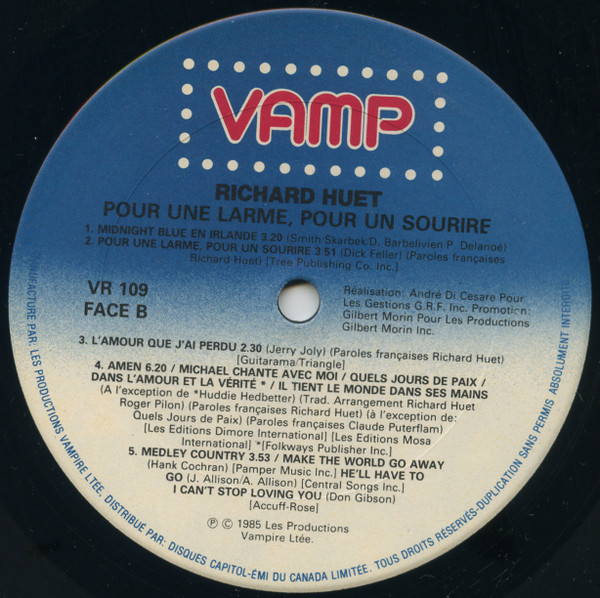 VAMP
RICHARD HUET
POUR UNE LARME, POUR UN SOURIRE
1. MIDNIGHT BLUE EN IRLANDE 3.20 (Smith Skarbek/D. Barbelivien P. Delanoé)
2. POUR UNE LARME, POUR UN SOURIRE 3 51 (Dick Feller) (Paroles françaises
Richard Huet) [Tree Publishing Co. Inc.]
VR 109
FACE B
Réalisation: André Di Cesare Pour
Les Gestions G.R.F. Inc. Promotion:
Gilbert Morin Pour Les Productions
Gilbert Morin Inc.
3. L'AMOUR QUE J'AI PERDU 2.30 (Jerry Joly) (Paroles françaises Richard Huet)
[Guitarama/Triangle]
4. AMEN 6.20 / MICHAEL CHANTE AVEC MOI / QUELS JOURS DE PAIX /
DANS L'AMOUR ET LA VÉRITÉ * / IL TIENT LE MONDE DANS SES MAINS
(A l'exception de *Huddie Hedbetter) (Trad. Arrangement Richard Huet
Roger Pilon) (Paroles françaises Richard Huet) (à l'exception de:
Quels Jours de Paix) (Paroles françaises Claude Puterflam)
[Les Editions Dimore International] [Les Editions Mosa
International] *[Folkways Publisher Inc.]
5. MEDLEY COUNTRY 3.53 / MAKE THE WORLD GO AWAY
(Hank Cochran) [Pamper Music Inc.] HE'LL HAVE TO
GO (J. Allison/A. Allison) [Central Songs Inc.]
I CAN'T STOP LOVING YOU (Don Gibson)
[Accuff-Rose]
Ⓟ © 1985 Les Productions
Vampire Ltée.
MANUFACTURÉ PAR: LES PRODUCTIONS VAMPIRE LTÉE. DISTRIBUÉ PAR: DISQUES CAPITOL-ÉMI DU CANADA LIMITÉE. TOUS DROITS RÉSERVÉS-DUPLICATION SANS PERMIS ABSOLUMENT INTERDITE